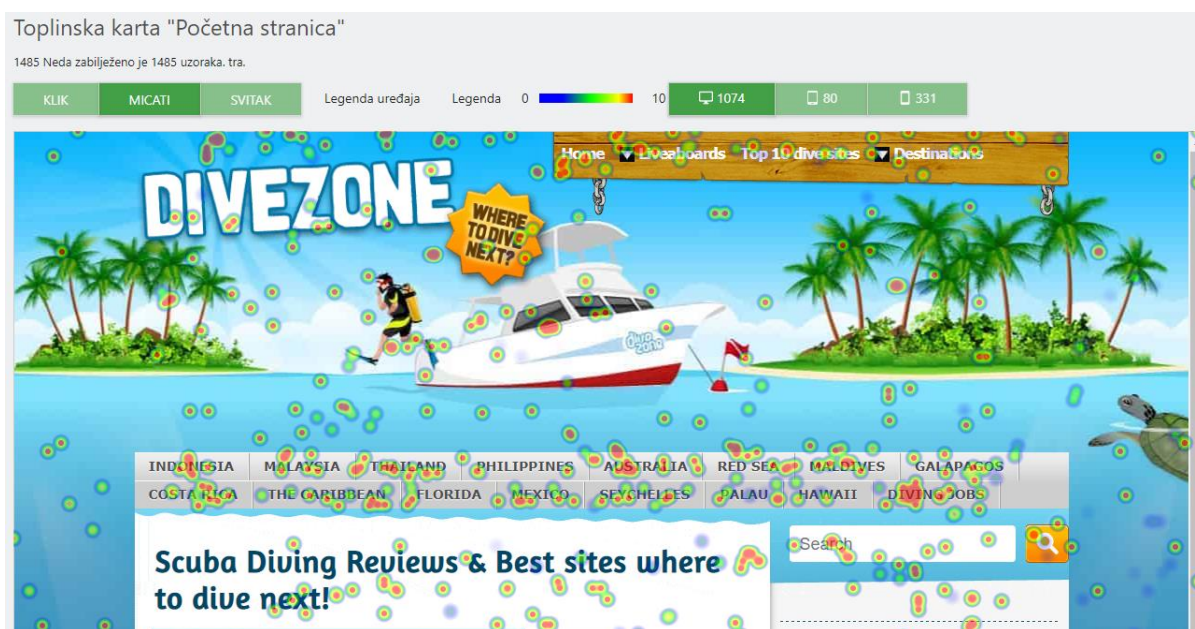 Toplinska karta "Početna stranica"
1485 Neda zabilježeno je 1485 uzoraka. tra.
KLIK MICATI SVITAK Legenda uređaja Legenda 0 10 1074 80 331
Home Liveaboards Top 10 dive sites Destinations
DIVEZONE
WHERE
TO DIVE
NEXT?
dive
zone
INDONESIA MALAYSIA THAILAND PHILIPPINES AUSTRALIA RED SEA MALDIVES GALAPAGOS
COSTA RICA THE CARIBBEAN FLORIDA MEXICO SEYCHELLES PALAU HAWAII DIVING JOBS
Search
Scuba Diving Reviews & Best sites where
to dive next!